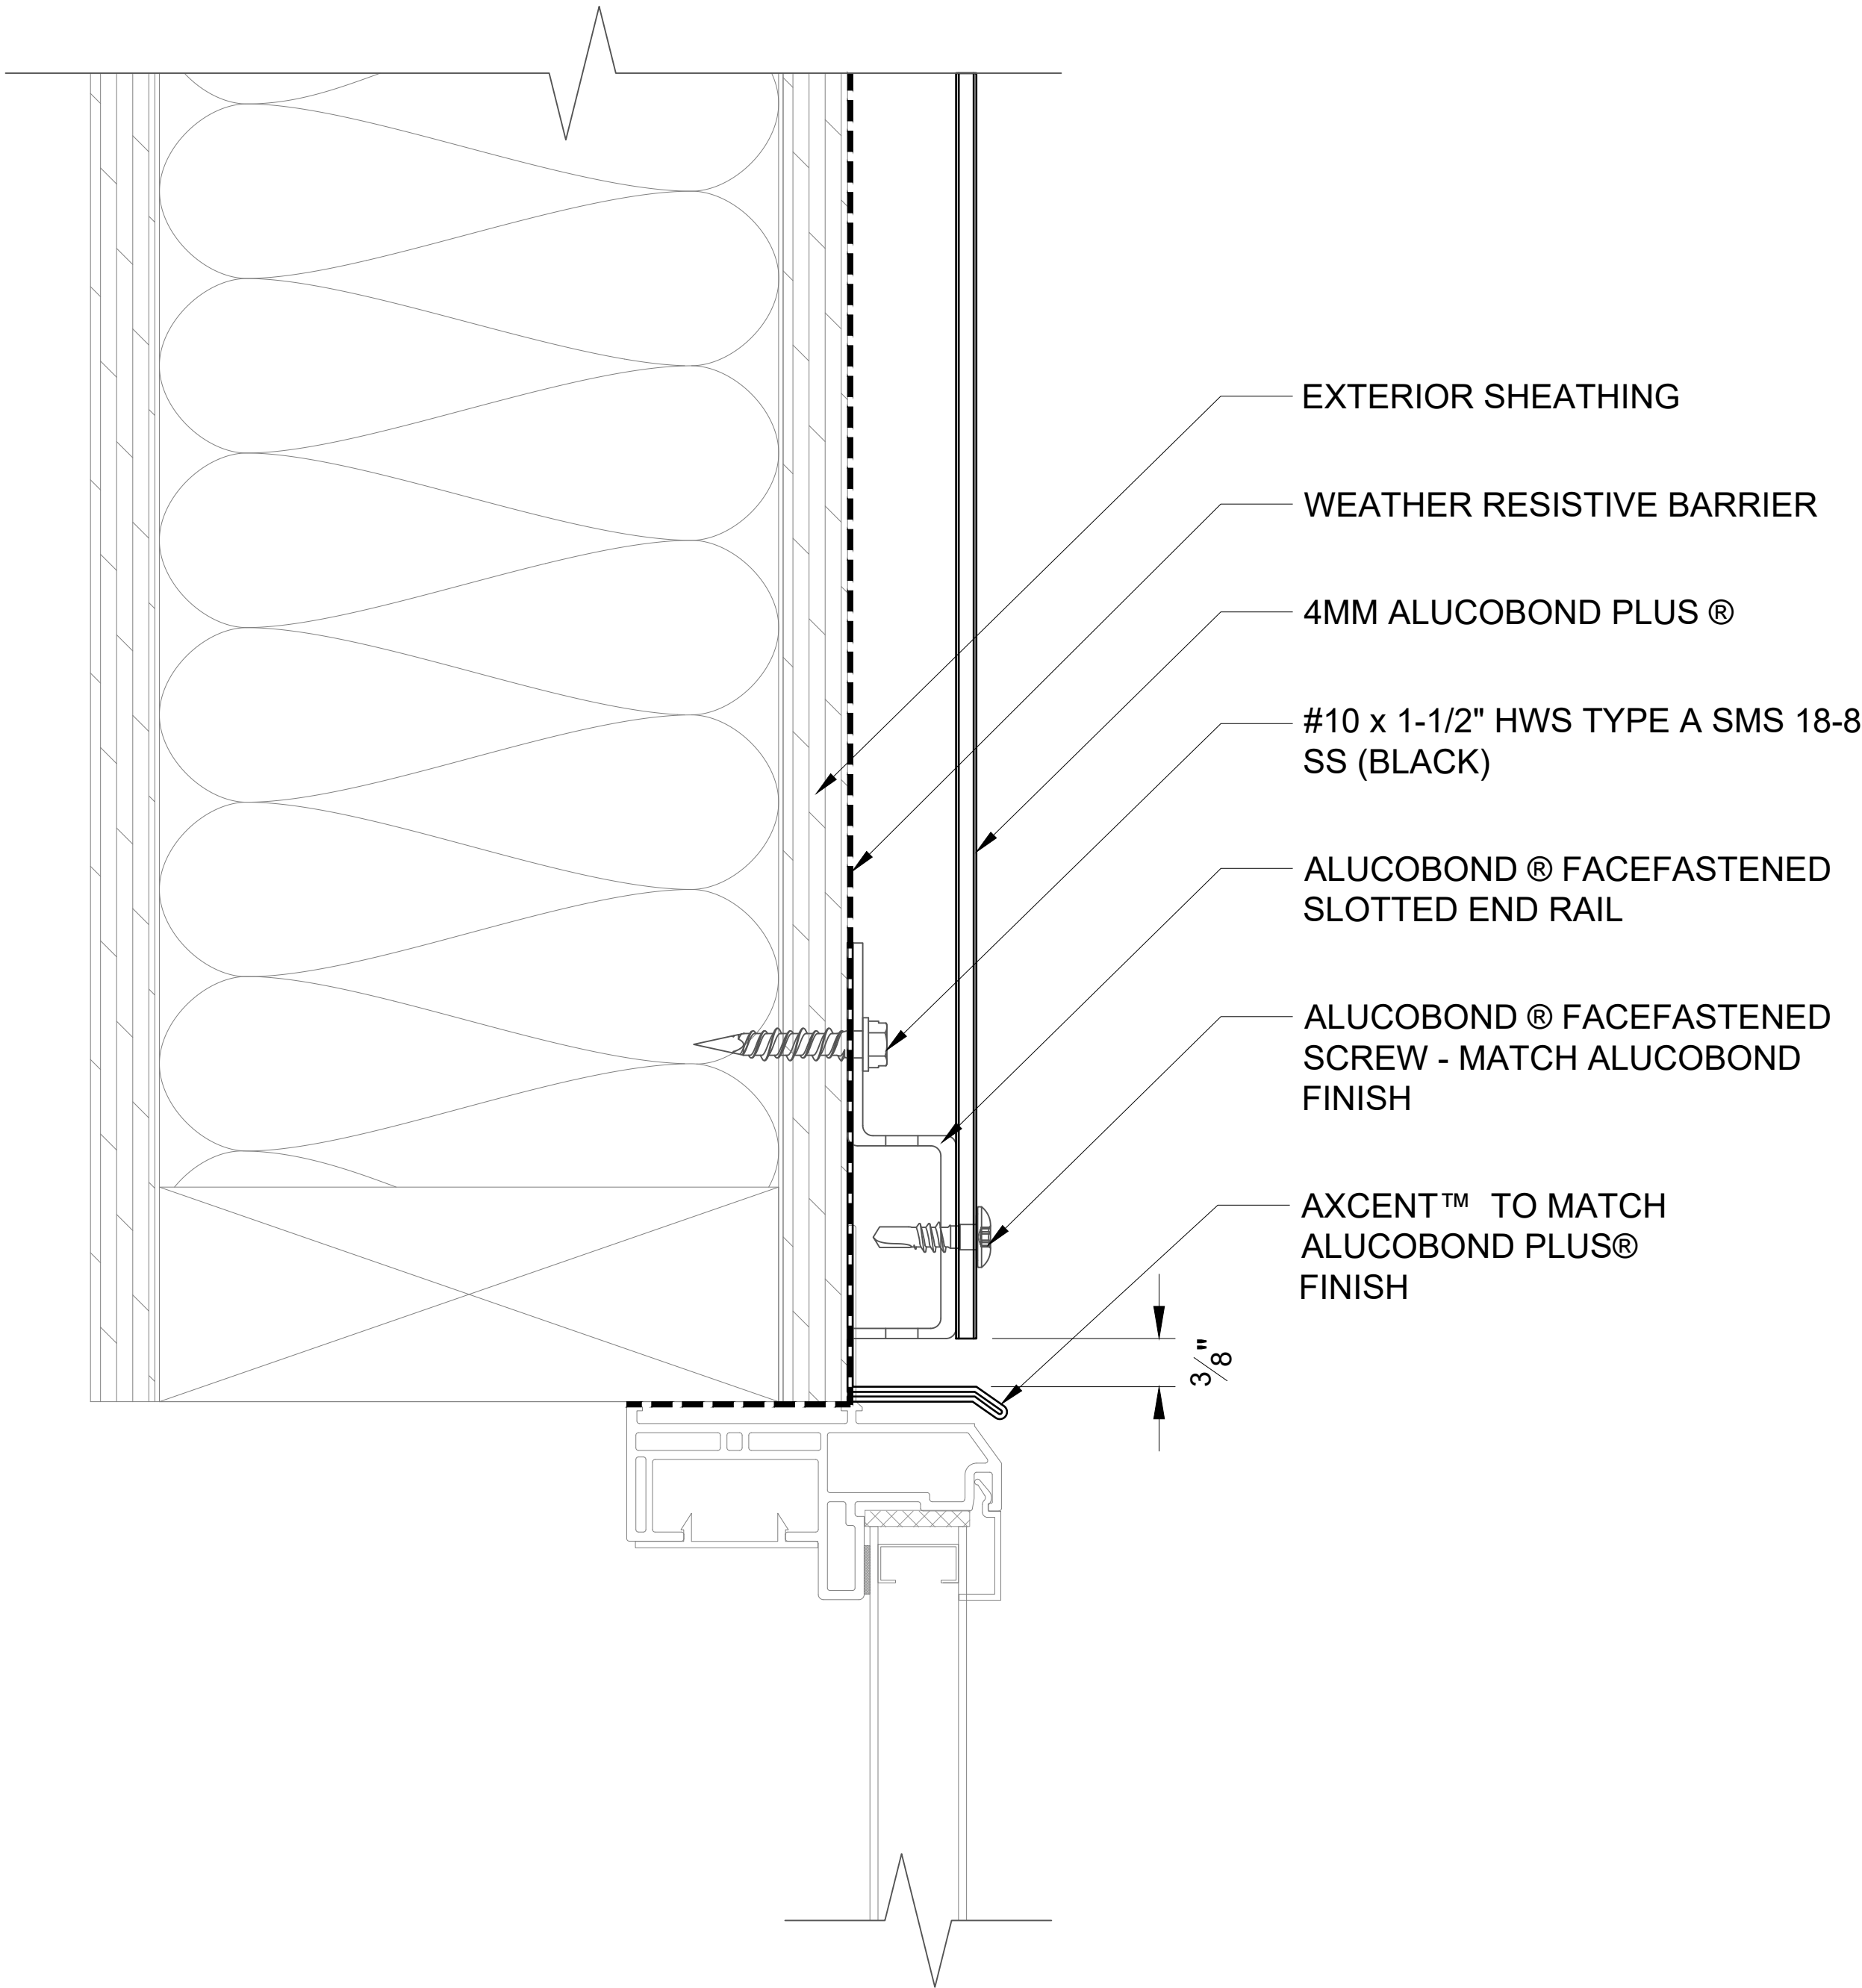 EXTERIOR SHEATHING
WEATHER RESISTIVE BARRIER
4MM ALUCOBOND PLUS ®
#10 x 1-1/2" HWS TYPE A SMS 18-8
SS (BLACK)
ALUCOBOND ® FACEFASTENED
SLOTTED END RAIL
ALUCOBOND ® FACEFASTENED
SCREW - MATCH ALUCOBOND
FINISH
AXCENT™ TO MATCH
ALUCOBOND PLUS®
FINISH
3/8"